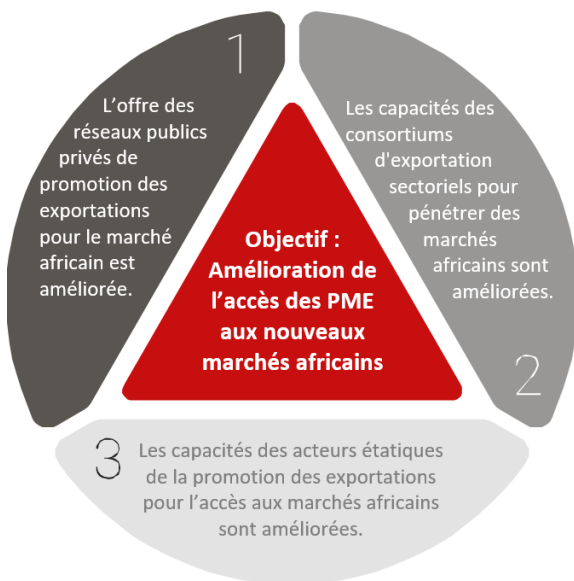 1
L'offre des
réseaux publics
privés de
promotion des
exportations
pour le marché
africain est
améliorée.
Les capacités des
consortiums
d'exportation
sectoriels pour
pénétrer des
marchés
africains sont
améliorées.
2
Objectif :
Amélioration de
l'accès des PME
aux nouveaux
marchés africains
3
Les capacités des acteurs étatiques
de la promotion des exportations
pour l'accès aux marchés africains
sont améliorées.